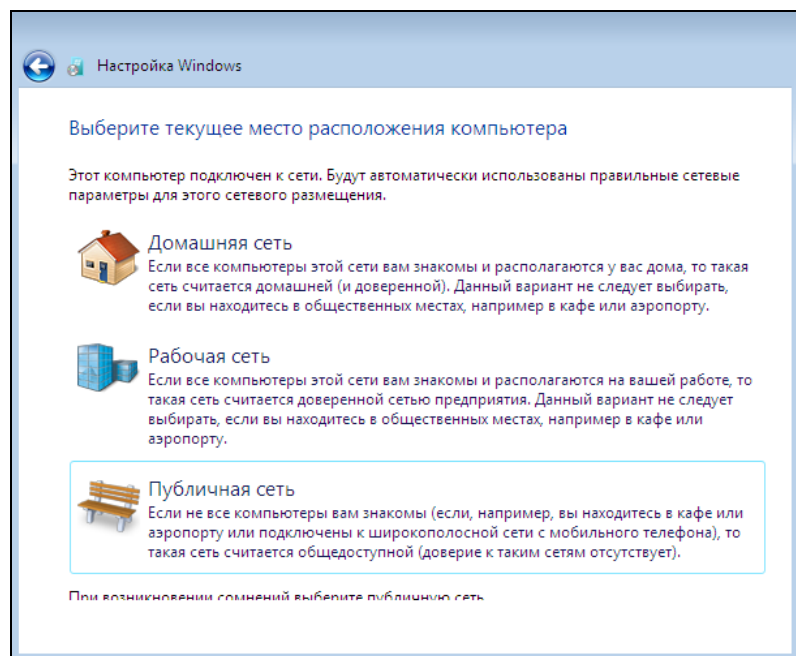 Настройка Windows
Выберите текущее место расположения компьютера
Этот компьютер подключен к сети. Будут автоматически использованы правильные сетевые
параметры для этого сетевого размещения.
Домашняя сеть
Если все компьютеры этой сети вам знакомы и располагаются у вас дома, то такая
сеть считается домашней (и доверенной). Данный вариант не следует выбирать,
если вы находитесь в общественных местах, например в кафе или аэропорту.
Рабочая сеть
Если все компьютеры этой сети вам знакомы и располагаются на вашей работе, то
такая сеть считается доверенной сетью предприятия. Данный вариант не следует
выбирать, если вы находитесь в общественных местах, например в кафе или
аэропорту.
Публичная сеть
Если не все компьютеры вам знакомы (если, например, вы находитесь в кафе или
аэропорту или подключены к широкополосной сети с мобильного телефона), то
такая сеть считается общедоступной (доверие к таким сетям отсутствует).
При возникновении сомнений выберите публичную сеть